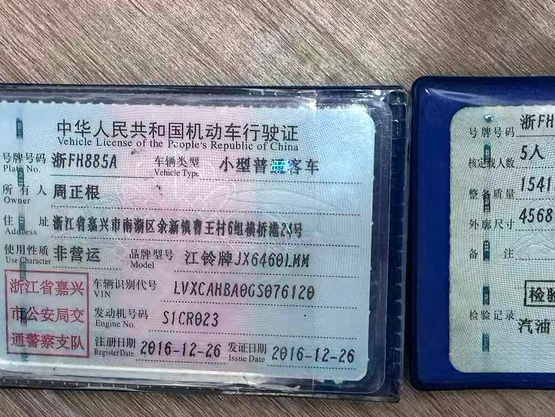 中华人民共和国机动车行驶证
Vehicle License of the People's Republic of China
号牌号码 浙FH885A 车辆类型 小型普通客车
Plate No. Vehicle Type
所有人 周正根
Owner
住址 浙江省嘉兴市南湖区余新镇曹王村6组横桥港24号
Address
使用性质 非营运 品牌型号 江铃牌JX6460LMM
Use Character Model
浙江省嘉兴
市公安局交
通警察支队
车辆识别代号 LVXCAHBA0GS076120
VIN
发动机号码 S1CR023
Engine No.
注册日期 2016-12-26 发证日期 2016-12-26
Register Date Issue Date
号牌号码 浙FH
核定载人数 5人
整备质量 1541
外廓尺寸 4568
备注
检验
检验记录
汽油